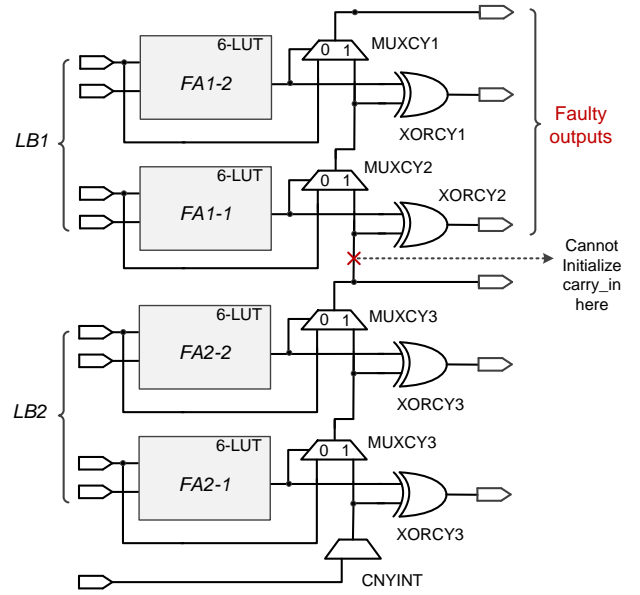 6-LUT
0 1
MUXCY1
FA1-2
XORCY1
LB1
Faulty
outputs
6-LUT
0 1
MUXCY2
FA1-1
XORCY2
Cannot
Initialize
carry_in
here
6-LUT
0 1
MUXCY3
FA2-2
XORCY3
LB2
6-LUT
0 1
MUXCY3
FA2-1
XORCY3
CNYINT